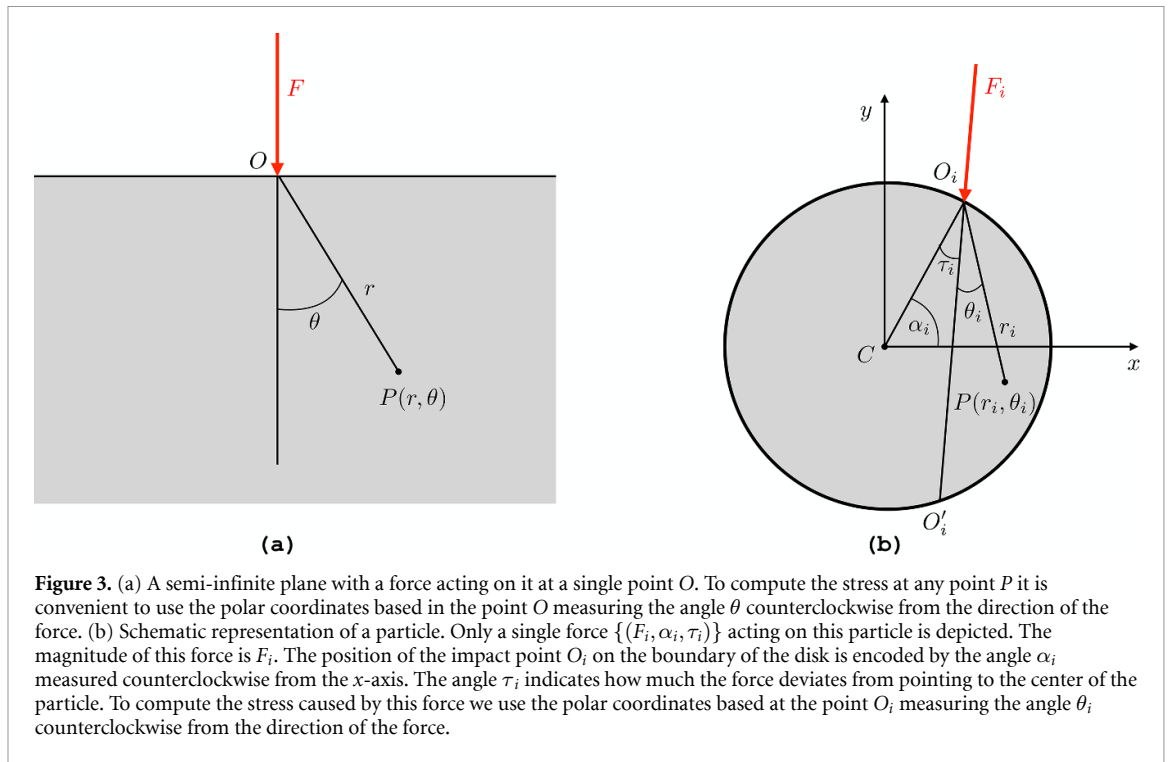 F
O
r
θ
P(r, θ)
(a)
F_i
y
O_i
τ_i
θ_i
α_i
r_i
C
x
P(r_i, θ_i)
O′_i
(b)
Figure 3. (a) A semi-infinite plane with a force acting on it at a single point O. To compute the stress at any point P it is
convenient to use the polar coordinates based in the point O measuring the angle θ counterclockwise from the direction of the
force. (b) Schematic representation of a particle. Only a single force {(F_i, α_i, τ_i)} acting on this particle is depicted. The
magnitude of this force is F_i. The position of the impact point O_i on the boundary of the disk is encoded by the angle α_i
measured counterclockwise from the x-axis. The angle τ_i indicates how much the force deviates from pointing to the center of the
particle. To compute the stress caused by this force we use the polar coordinates based at the point O_i measuring the angle θ_i
counterclockwise from the direction of the force.